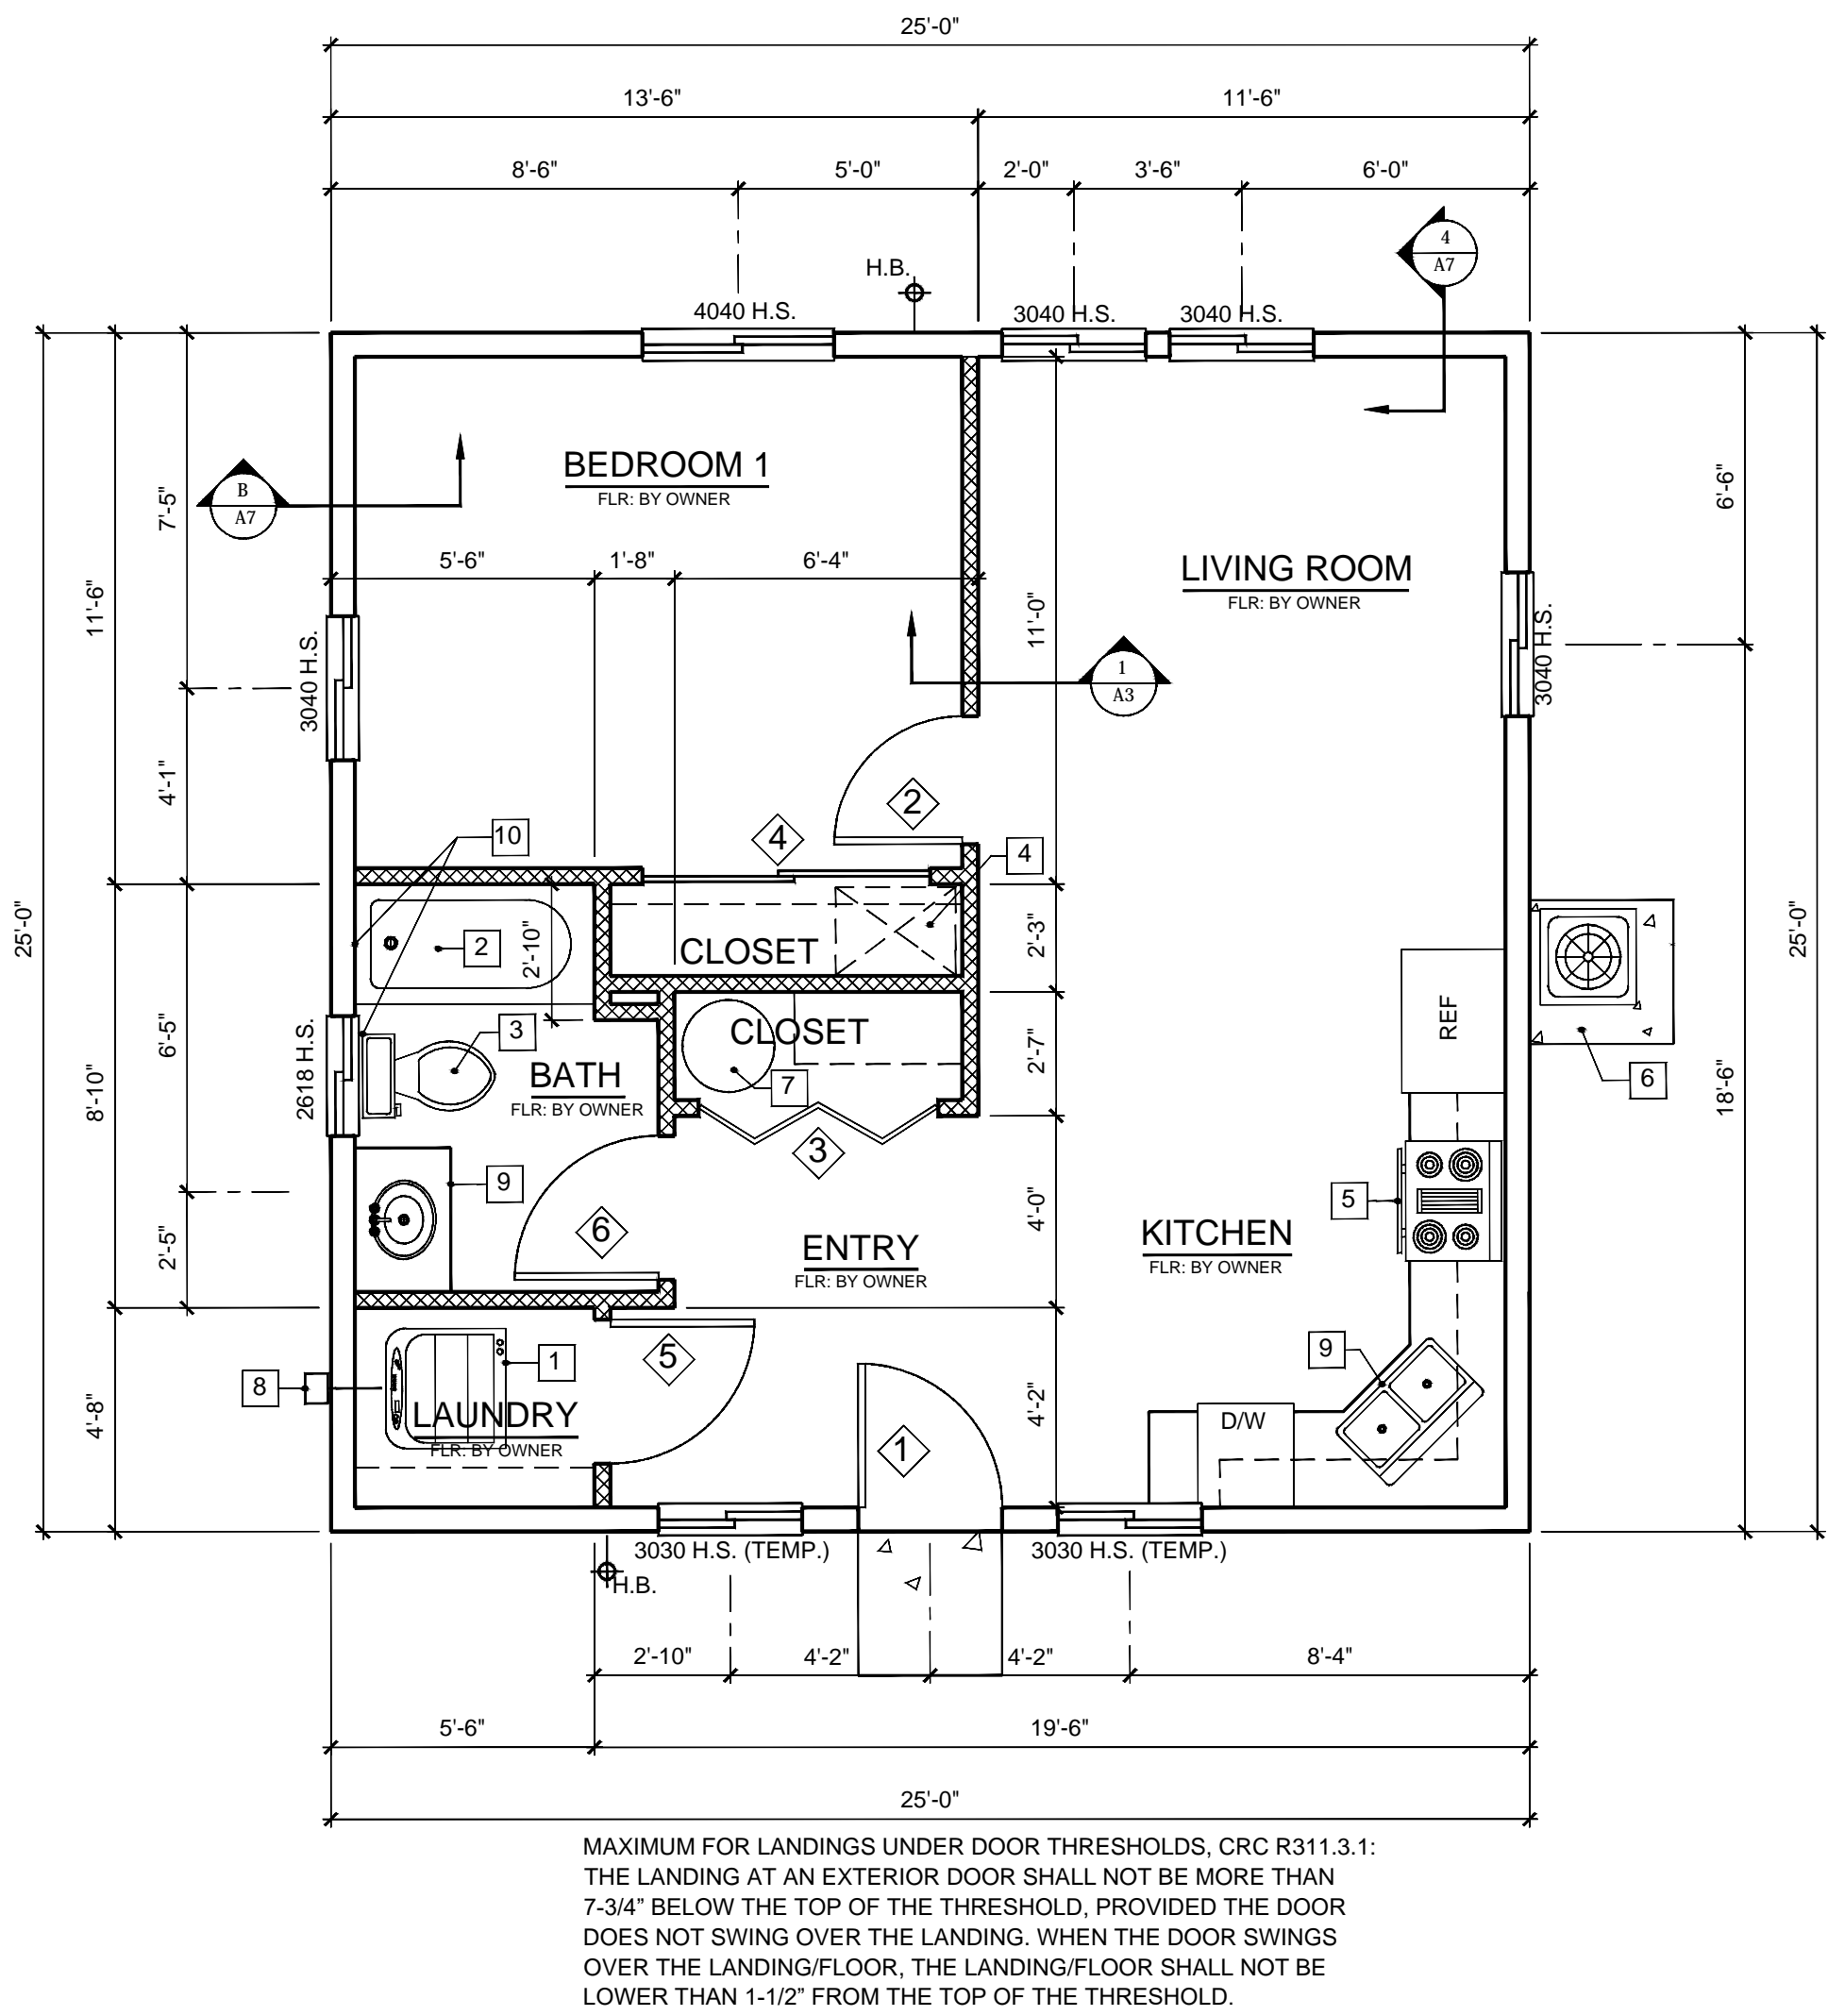 25'-0"
13'-6"
11'-6"
8'-6"
5'-0"
2'-0"
3'-6"
6'-0"
4
A7
H.B.
4040 H.S.
3040 H.S.
3040 H.S.
BEDROOM 1
FLR: BY OWNER
B
A7
7'-5"
6'-6"
5'-6"
1'-8"
6'-4"
LIVING ROOM
FLR: BY OWNER
11'-6"
11'-0"
3040 H.S.
3040 H.S.
1
A3
4'-1"
2
10
4
4
25'-0"
25'-0"
2
2'-10"
CLOSET
2'-3"
REF
6'-5"
3
CLOSET
2618 H.S.
BATH
FLR: BY OWNER
7
2'-7"
6
8'-10"
18'-6"
3
9
5
4'-0"
2'-5"
6
ENTRY
FLR: BY OWNER
KITCHEN
FLR: BY OWNER
1
5
9
8
4'-8"
LAUNDRY
FLR: BY OWNER
4'-2"
1
D/W
3030 H.S. (TEMP.)
3030 H.S. (TEMP.)
H.B.
2'-10"
4'-2"
4'-2"
8'-4"
5'-6"
19'-6"
25'-0"
MAXIMUM FOR LANDINGS UNDER DOOR THRESHOLDS, CRC R311.3.1:
THE LANDING AT AN EXTERIOR DOOR SHALL NOT BE MORE THAN
7-3/4” BELOW THE TOP OF THE THRESHOLD, PROVIDED THE DOOR
DOES NOT SWING OVER THE LANDING. WHEN THE DOOR SWINGS
OVER THE LANDING/FLOOR, THE LANDING/FLOOR SHALL NOT BE
LOWER THAN 1-1/2” FROM THE TOP OF THE THRESHOLD.